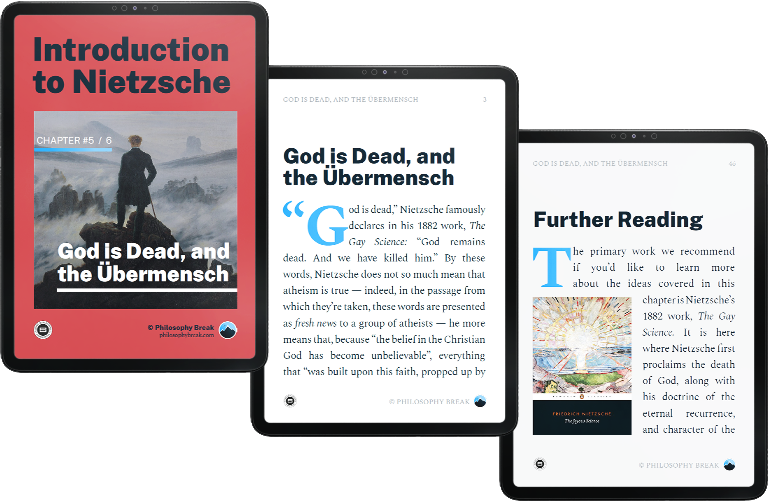 Introduction
to Nietzsche
CHAPTER #5 / 6
God is Dead, and
the Übermensch
© Philosophy Break
philosophybreak.com
GOD IS DEAD, AND THE ÜBERMENSCH 3
God is Dead, and
the Übermensch
“God is dead,” Nietzsche famously
declares in his 1882 work, The
Gay Science: “God remains
dead. And we have killed him.” By these
words, Nietzsche does not so much mean that
atheism is true — indeed, in the passage from
which they’re taken, these words are presented
as fresh news to a group of atheists — he more
means that, because “the belief in the Christian
God has become unbelievable”, everything
that “was built upon this faith, propped up by
© PHILOSOPHY BREAK
GOD IS DEAD, AND THE ÜBERMENSCH
Further Reading
The primary work we recommend
if you’d like to learn more
about the ideas covered in this
chapter is Nietzsche’s
1882 work, The Gay
Science. It is here
where Nietzsche first
proclaims the death
of God, along with
his doctrine of the
eternal recurrence,
and character of the
FRIEDRICH NIETZSCHE
The Joyous Science
© PHILOSOPHY BREAK